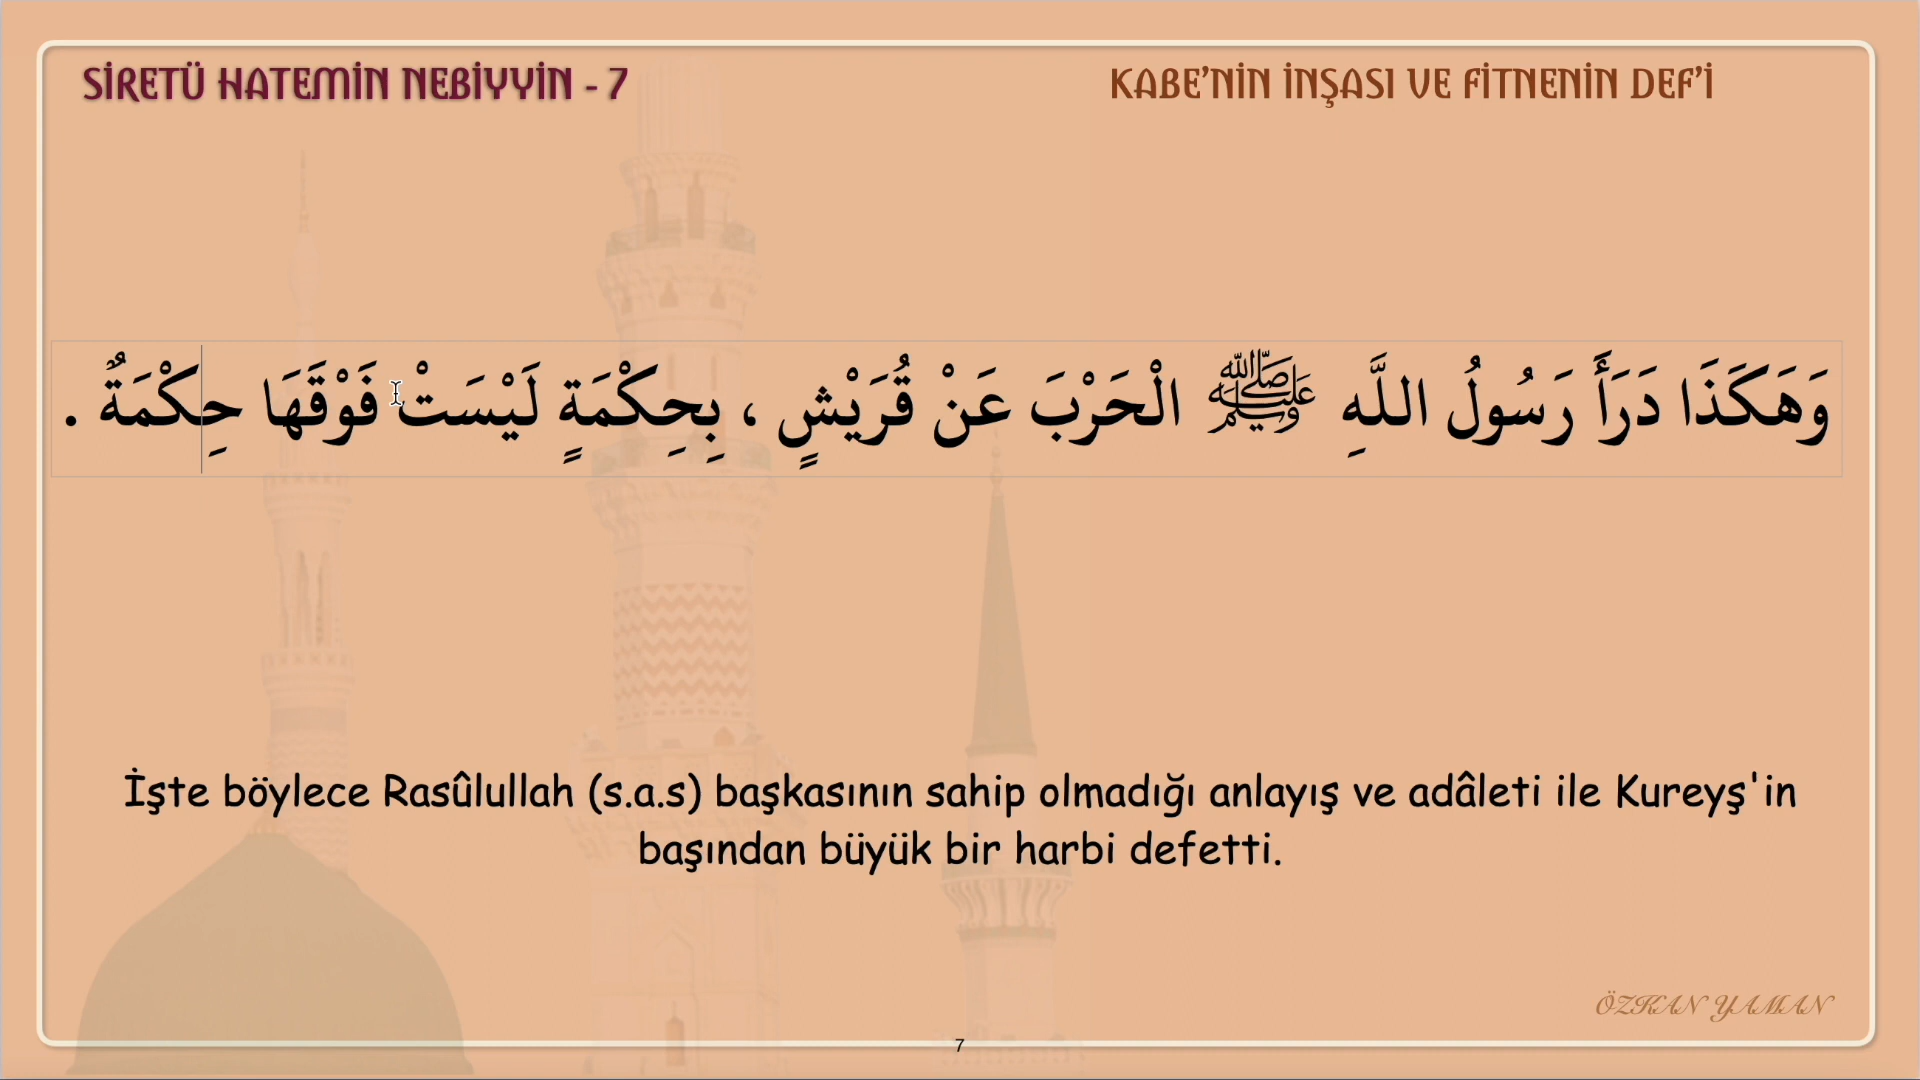 SİRETÜ HATEMİN NEBİYYİN - 7
KABE’NİN İNŞASI VE FİTNENİN DEF’İ
وَهَكَذَا دَرَأَ رَسُولُ اللَّهِ ﷺ الْحَرْبَ عَنْ قُرَيْشٍ ، بِحِكْمَةٍ لَيْسَتْ فَوْقَهَا حِكْمَةٌ .
İşte böylece Rasûlullah (s.a.s) başkasının sahip olmadığı anlayış ve adâleti ile Kureyş'in
başından büyük bir harbi defetti.
ÖZKAN YAMAN
7